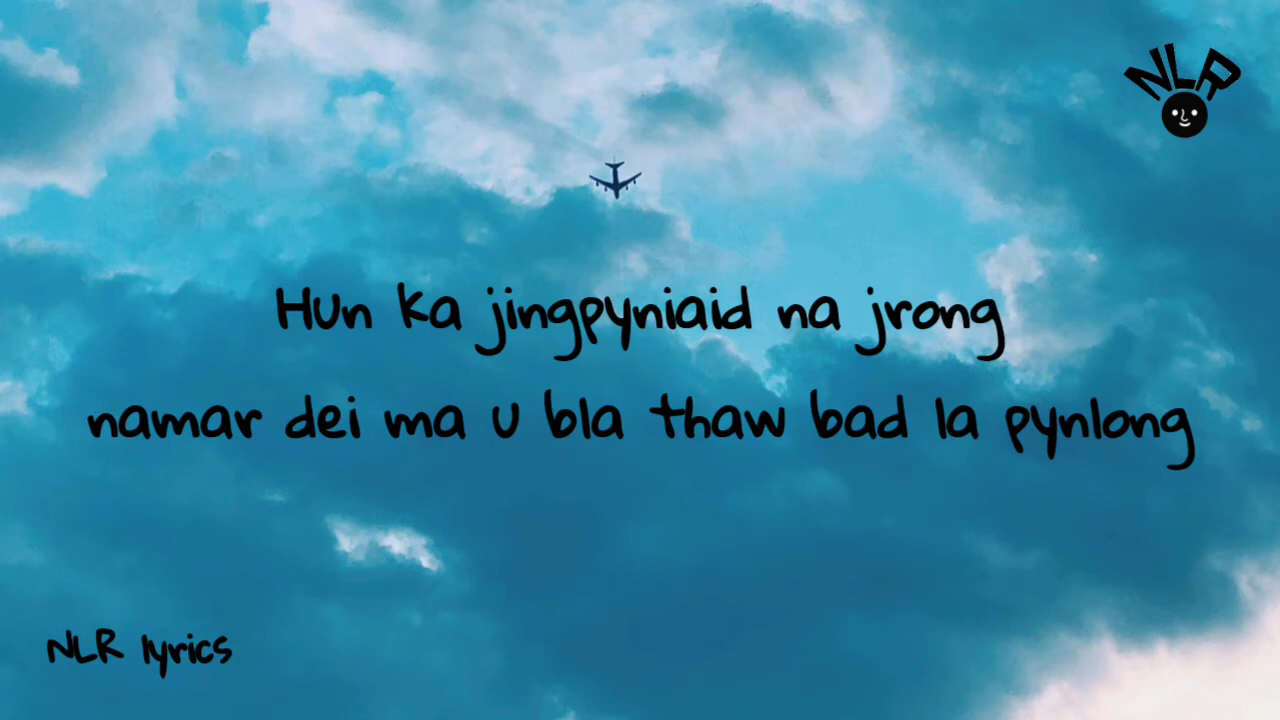 NLR
Hun ka jingpyniaid na jrong
namar dei ma u bla thaw bad la pynlong
NLR lyrics